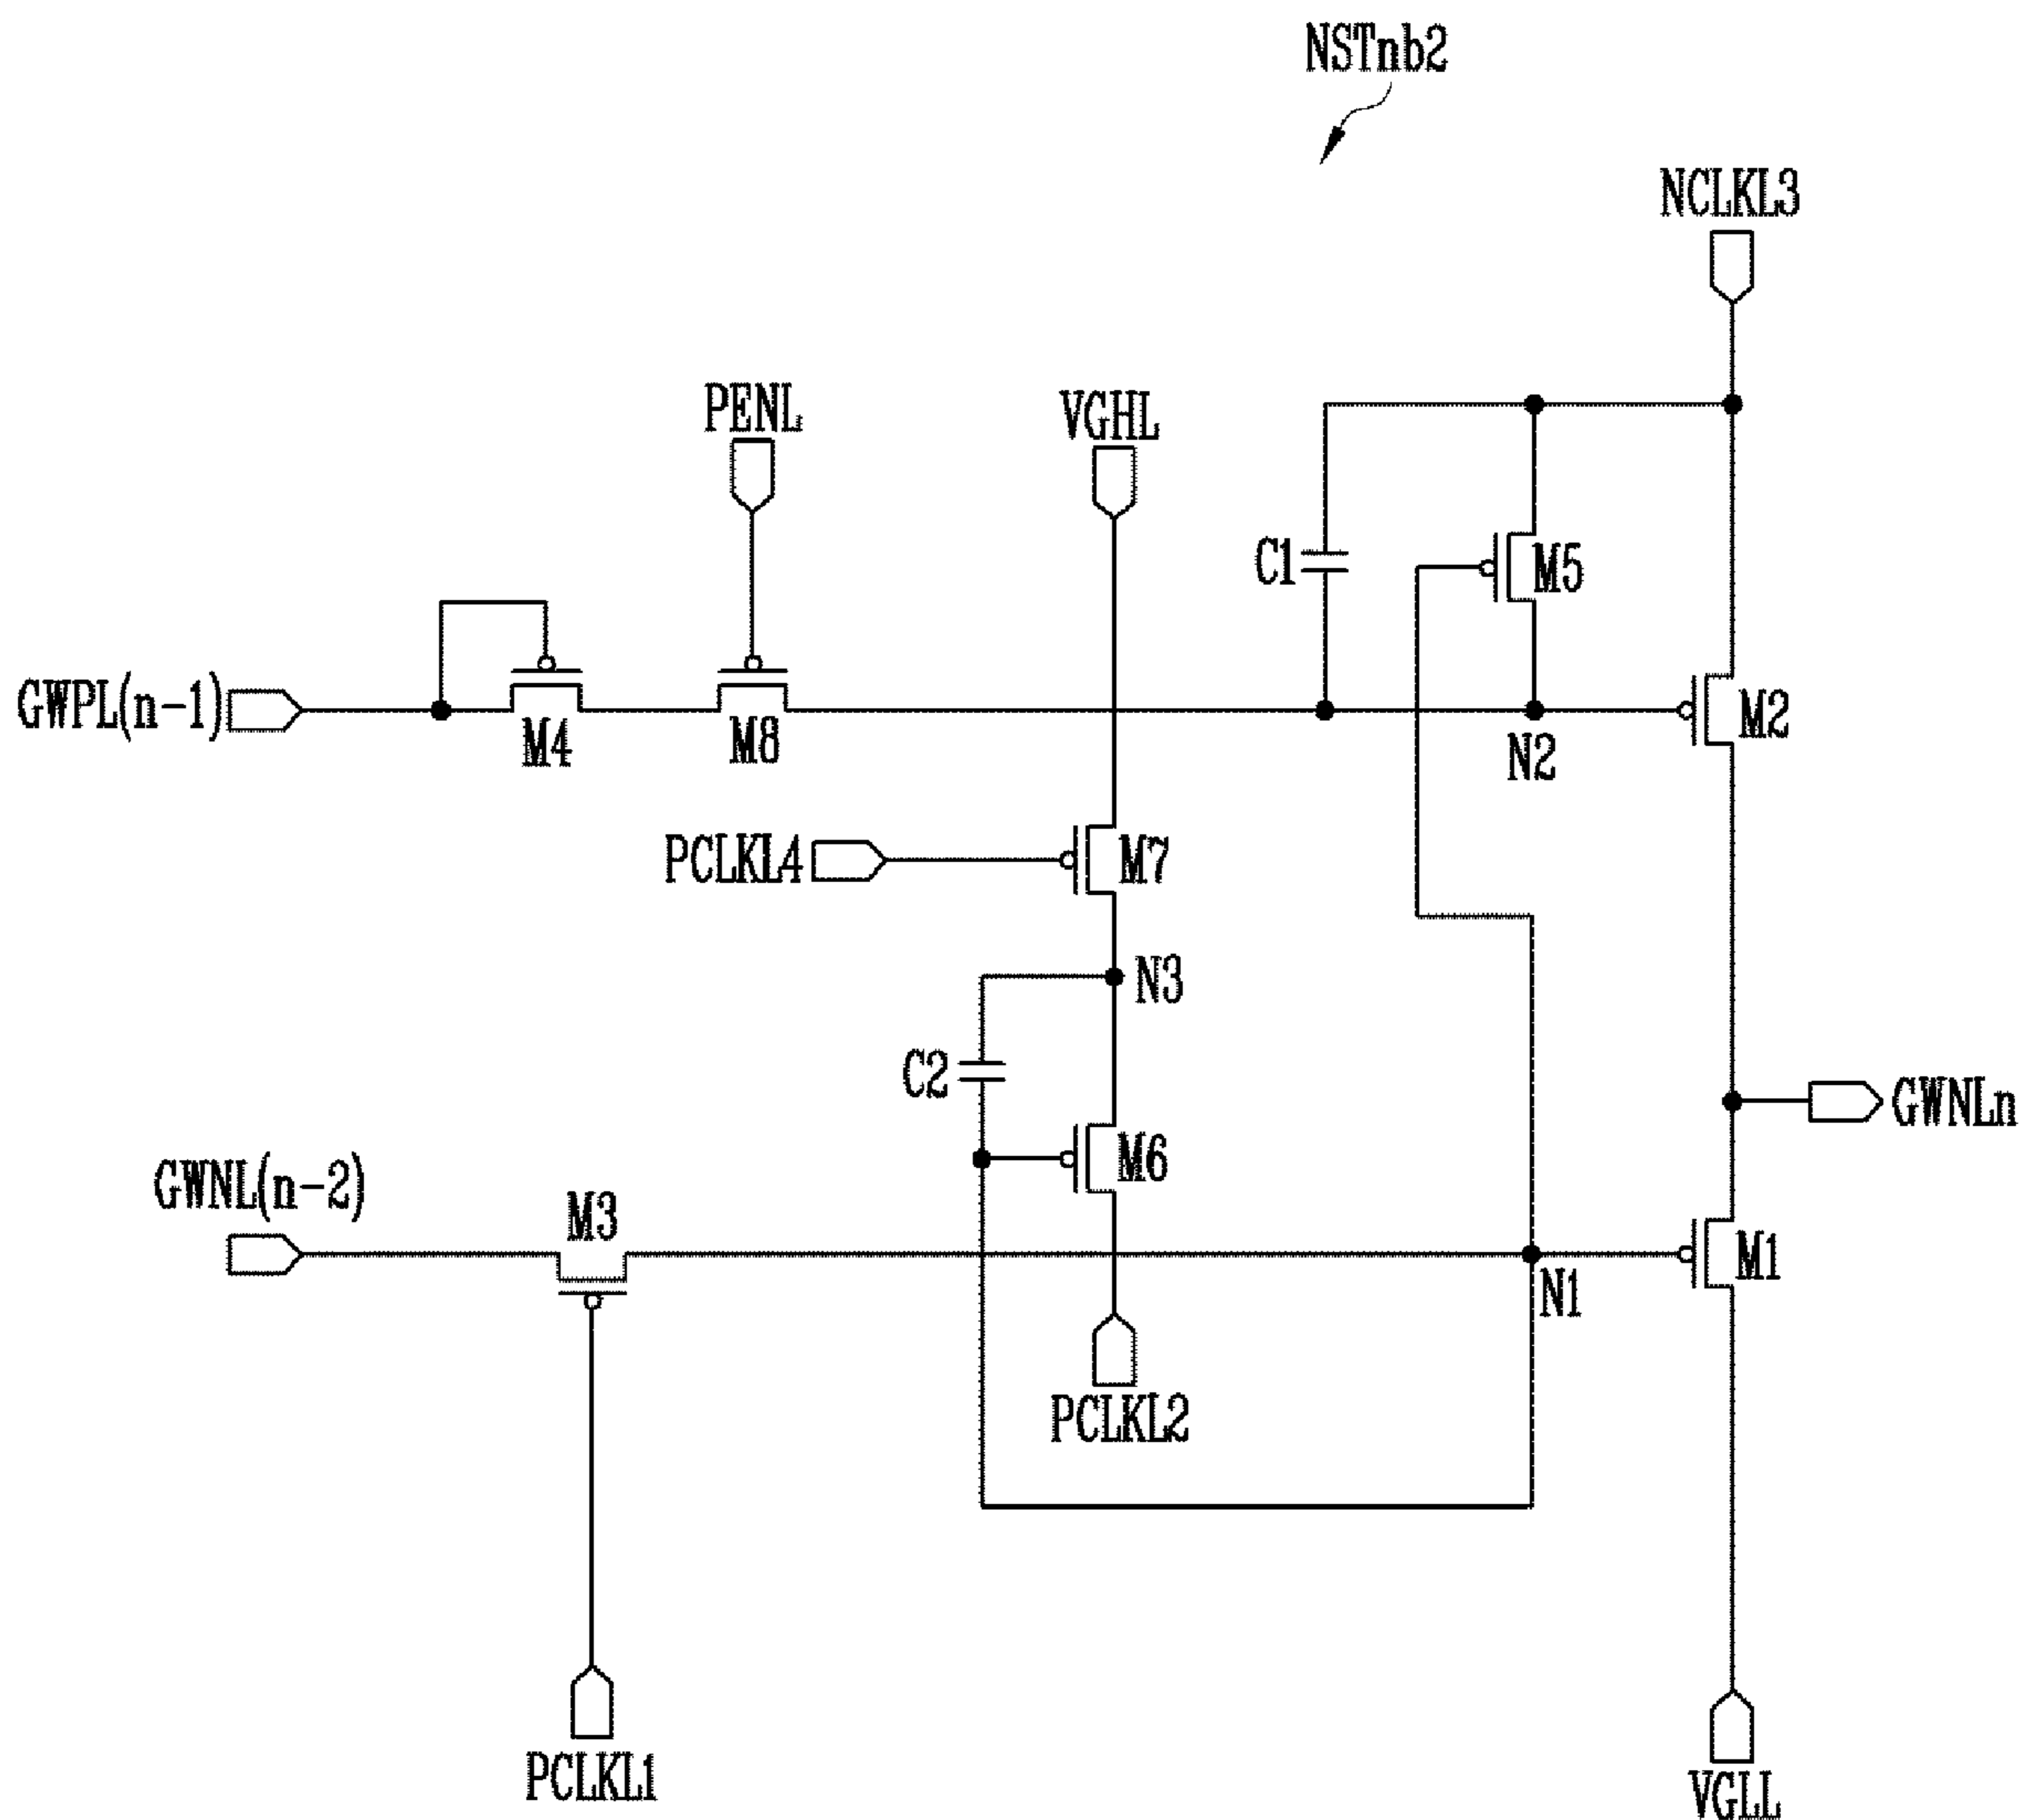 NSTnb2
NCLKL3
PENL
VGHL
C1
M5
GWPL(n-1)
M4
M8
N2
M2
PCLKL4
M7
N3
C2
M6
GWNLn
GWNL(n-2)
M3
M1
N1
PCLKL2
PCLKL1
VGLL